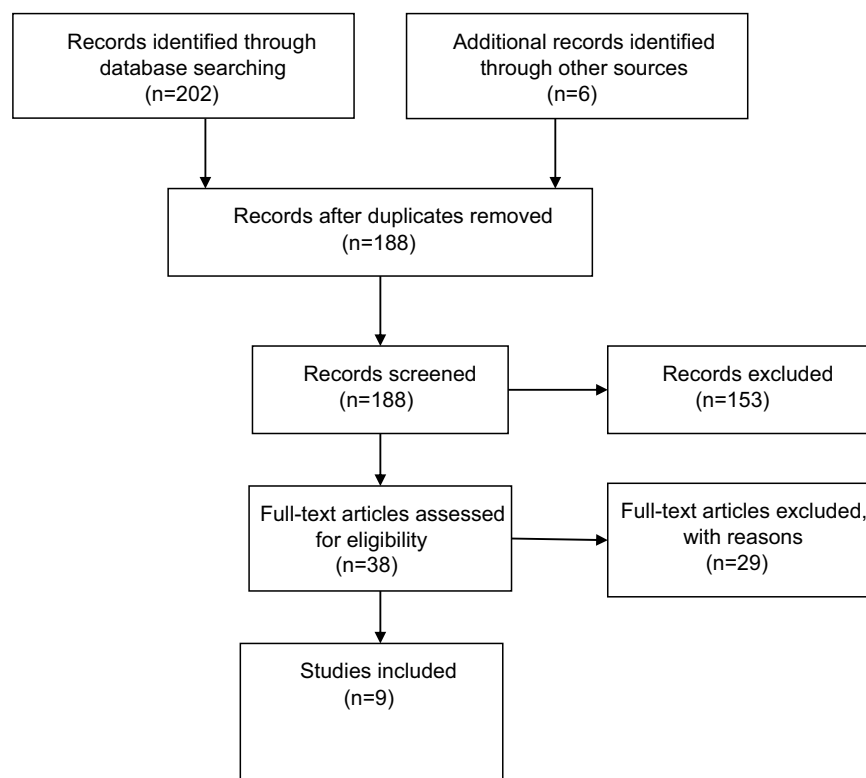 Records identified through
database searching
(n=202)
Additional records identified
through other sources
(n=6)
Records after duplicates removed
(n=188)
Records screened
(n=188)
Records excluded
(n=153)
Full-text articles assessed
for eligibility
(n=38)
Full-text articles excluded,
with reasons
(n=29)
Studies included
(n=9)